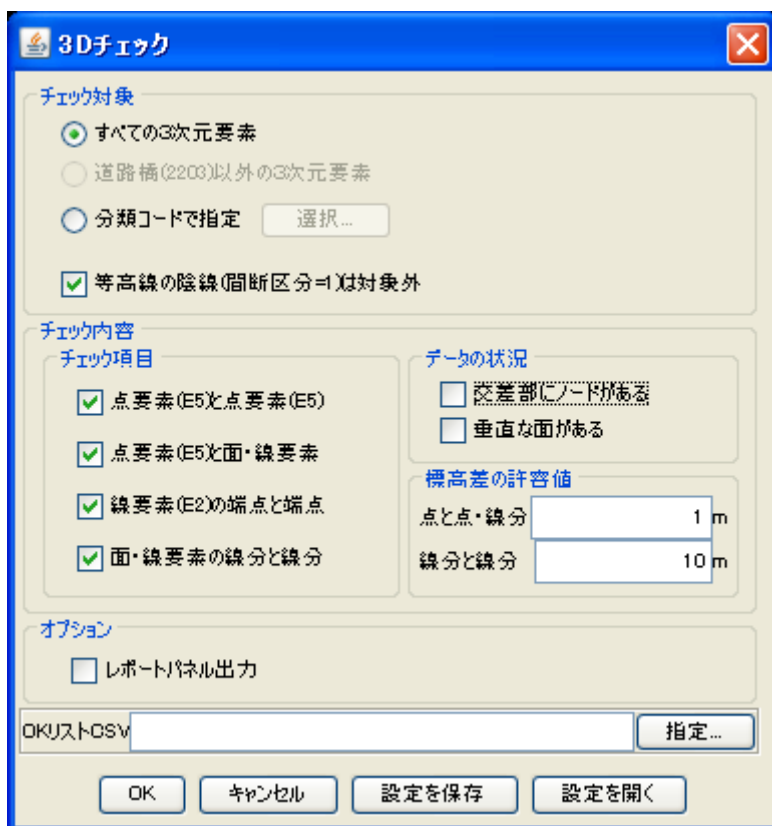 3Dチェック
チェック対象
すべての3次元要素
道路橋(2203)以外の3次元要素
分類コードで指定 選択...
等高線の陰線(間断区分=1)は対象外
チェック内容
チェック項目
点要素(E5)と点要素(E5)
点要素(E5)と面・線要素
線要素(E2)の端点と端点
面・線要素の線分と線分
データの状況
交差部にノードがある
垂直な面がある
標高差の許容値
点と点・線分 1 m
線分と線分 10 m
オプション
レポートパネル出力
OKリストCSV 指定...
OK キャンセル 設定を保存 設定を開く